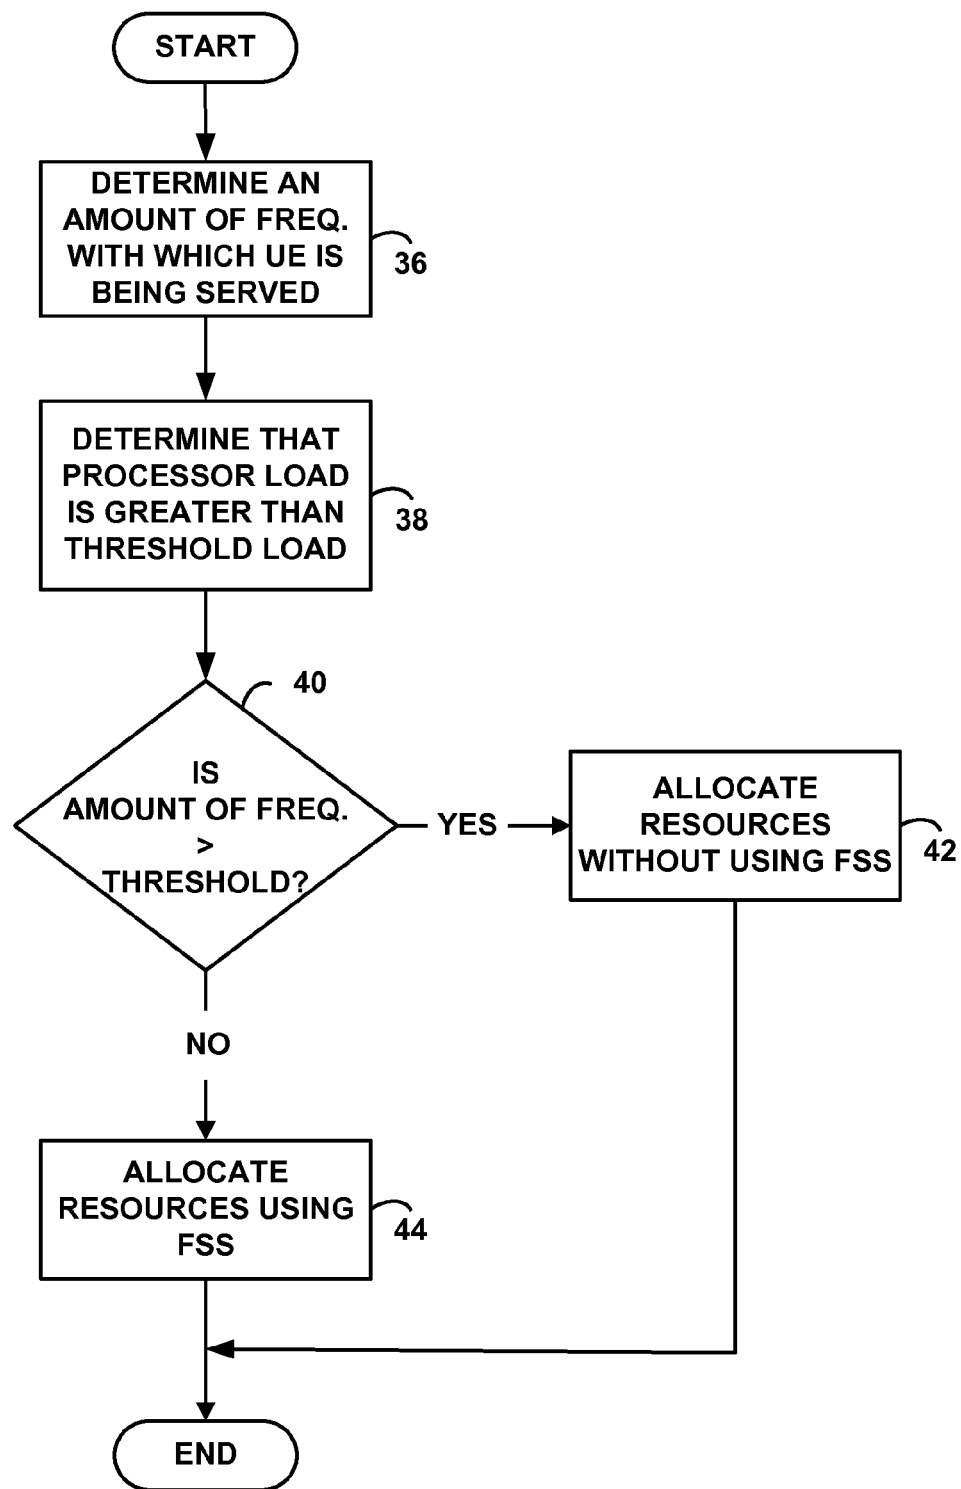 START
DETERMINE AN
AMOUNT OF FREQ.
WITH WHICH UE IS
BEING SERVED
36
DETERMINE THAT
PROCESSOR LOAD
IS GREATER THAN
THRESHOLD LOAD
38
40
IS
AMOUNT OF FREQ.
>
THRESHOLD?
YES
ALLOCATE
RESOURCES
WITHOUT USING FSS
42
NO
ALLOCATE
RESOURCES USING
FSS
44
END